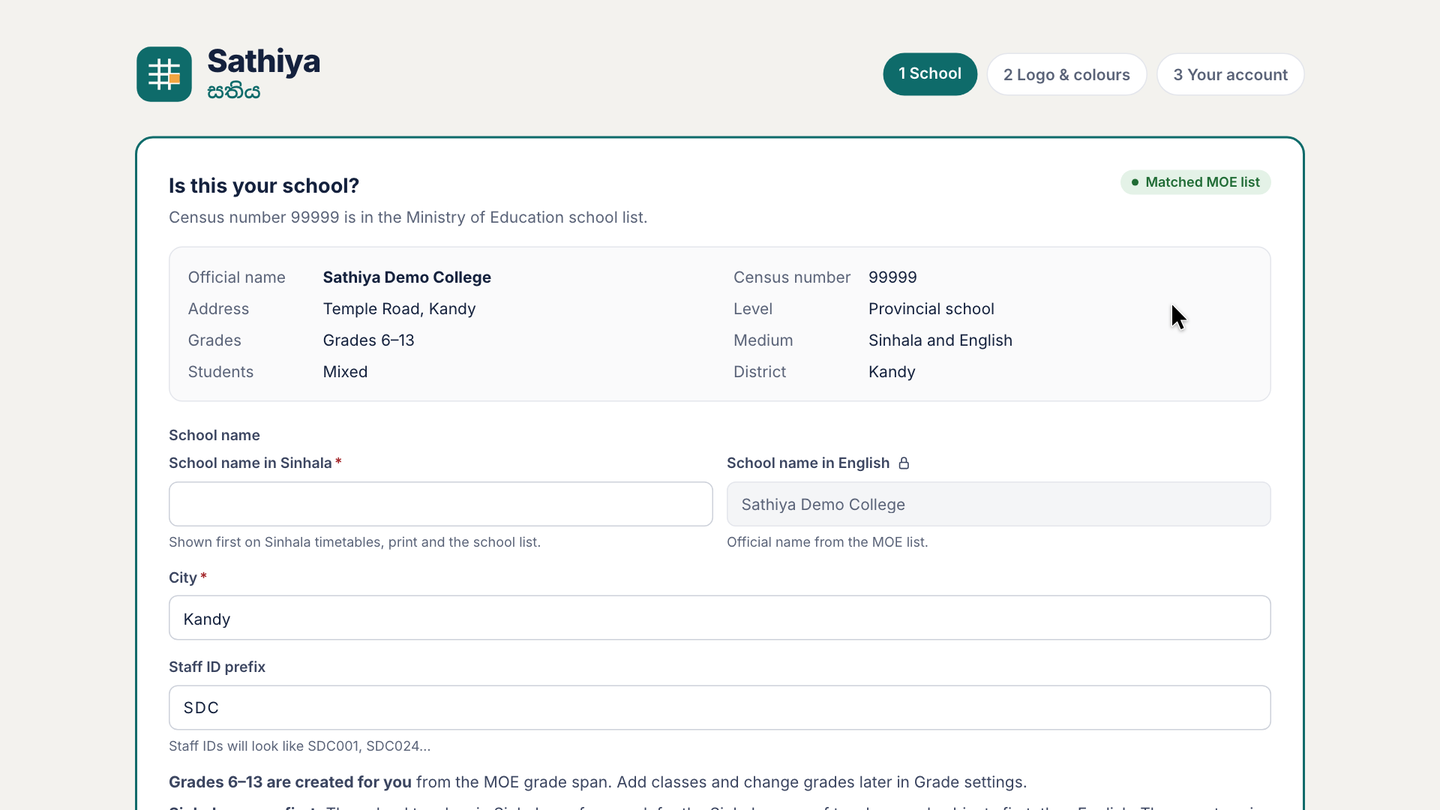 Sathiya
සතිය
1 School
2 Logo & colours
3 Your account
Is this your school?
Matched MOE list
Census number 99999 is in the Ministry of Education school list.
Official name Sathiya Demo College Census number 99999
Address Temple Road, Kandy Level Provincial school
Grades Grades 6–13 Medium Sinhala and English
Students Mixed District Kandy
School name
School name in Sinhala * School name in English
Sathiya Demo College
Shown first on Sinhala timetables, print and the school list. Official name from the MOE list.
City *
Kandy
Staff ID prefix
SDC
Staff IDs will look like SDC001, SDC024...
Grades 6–13 are created for you from the MOE grade span. Add classes and change grades later in Grade settings.